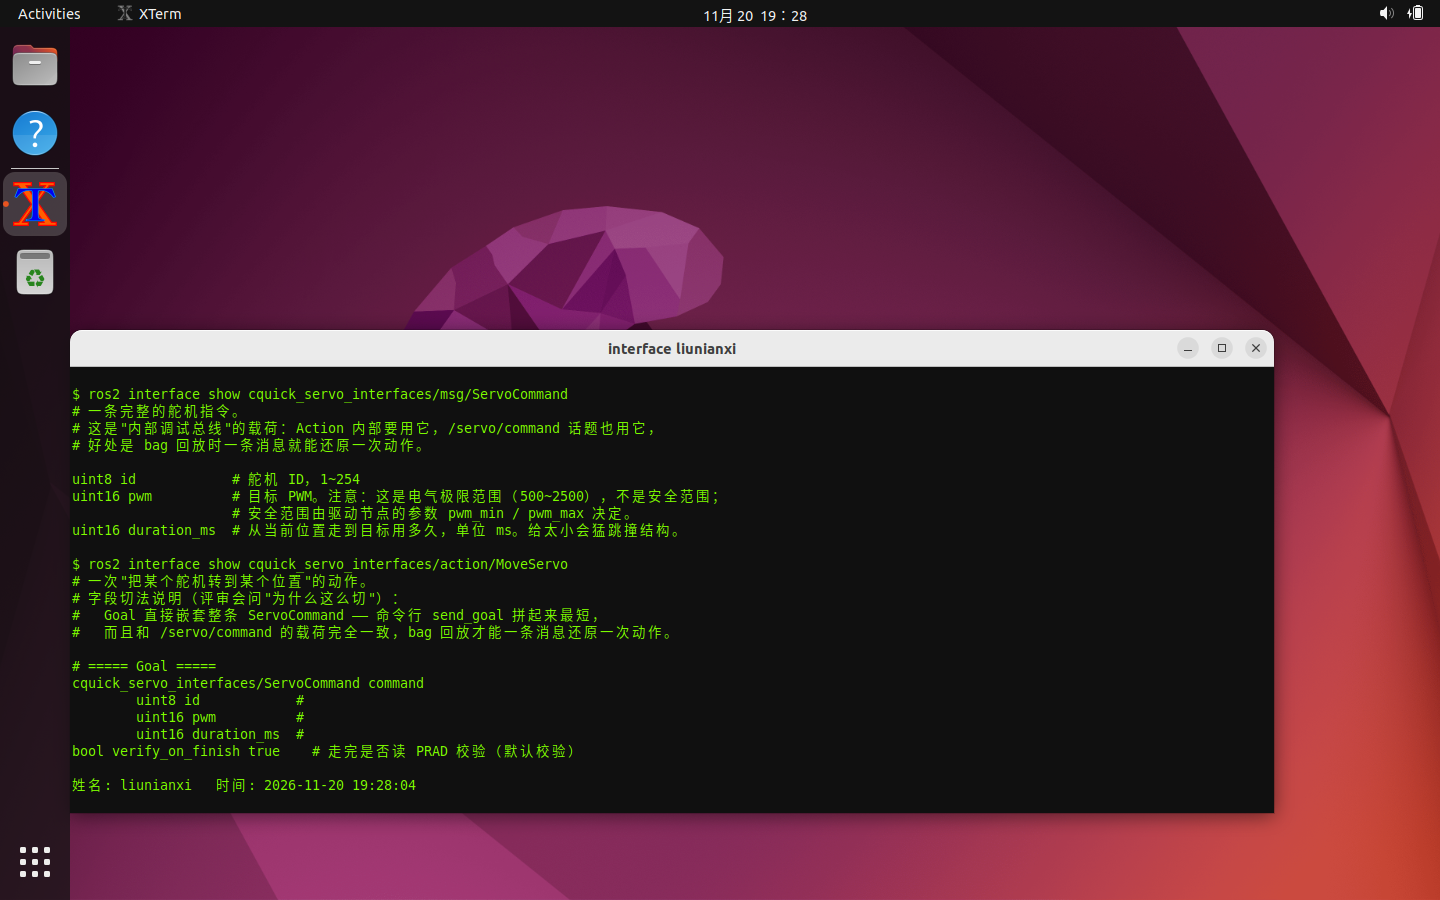 Activities
XTerm
11月 20 19：28
interface liunianxi
$ ros2 interface show cquick_servo_interfaces/msg/ServoCommand
# 一条完整的舵机指令。
# 这是"内部调试总线"的载�：Action 内部要用它，/servo/command 话题也用它，
# 好处是 bag 回放时一条消息就能还原一次动作。
uint8 id            # 舵机 ID，1~254
uint16 pwm          # 目标 PWM。注意：这是电气极限范围（500~2500），不是安全范围；
                    # 安全范围由驱动节点的参数 pwm_min / pwm_max 决定。
uint16 duration_ms  # 从当前位置走到目标用多久，单位 ms。给太小会猛跳撞结构。
$ ros2 interface show cquick_servo_interfaces/action/MoveServo
# 一次"把某个舵机转到某个位置"的动作。
# 字段切法说明（评审会问"为什么这么切"）：
#   Goal 直接嵌套整条 ServoCommand —— 命令行 send_goal 拼起来最短，
#   而且和 /servo/command 的载荷完全一致，bag 回放才能一条消息还原一次动作。
# ===== Goal =====
cquick_servo_interfaces/ServoCommand command
        uint8 id            #
        uint16 pwm          #
        uint16 duration_ms  #
bool verify_on_finish true    # 走完是否读 PRAD 校验（默认校验）
姓名: liunianxi   时间: 2026-11-20 19:28:04